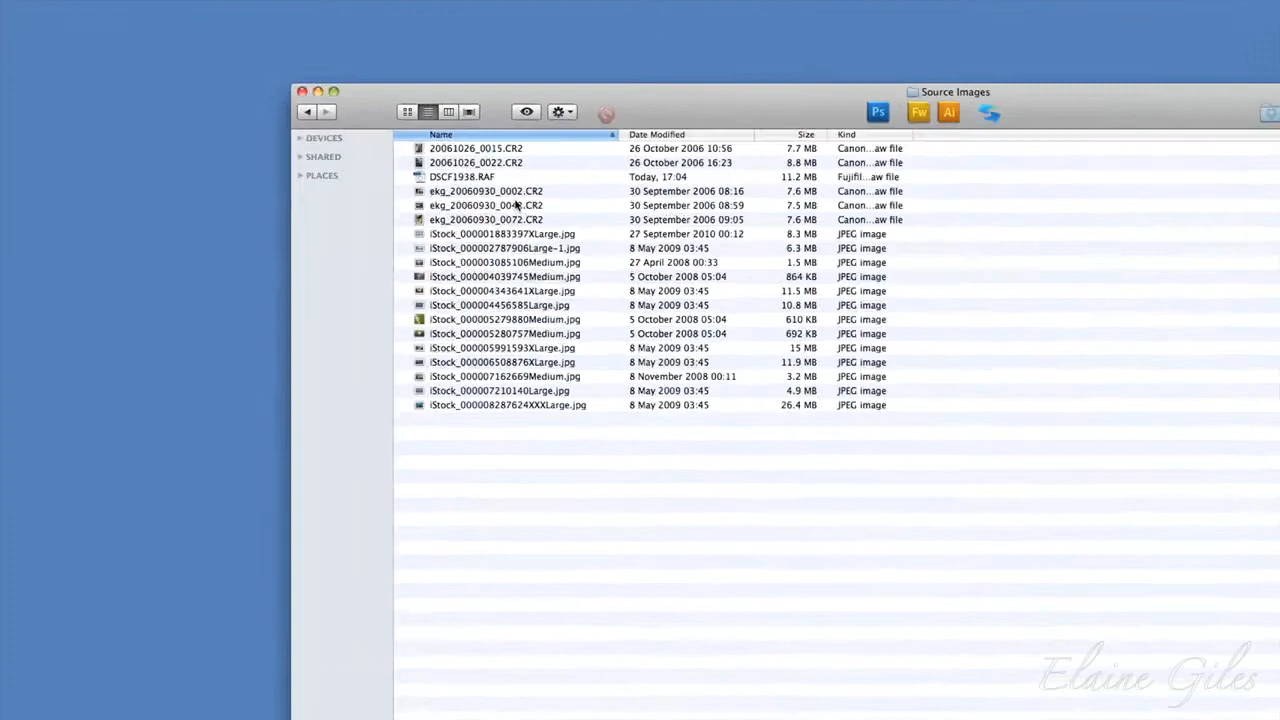 Source Images
Ps Fw Ai
DEVICES
SHARED
PLACES
Name Date Modified Size Kind
20061026_0015.CR2 26 October 2006 10:56 7.7 MB Canon...aw file
20061026_0022.CR2 26 October 2006 16:23 8.8 MB Canon...aw file
DSCF1938.RAF Today, 17:04 11.2 MB Fujifil...aw file
ekg_20060930_0002.CR2 30 September 2006 08:16 7.6 MB Canon...aw file
30 September 2006 08:59 7.5 MB Canon...aw file
ekg_20060930_0072.CR2 30 September 2006 09:05 7.6 MB Canon...aw file
iStock_000001883397XLarge.jpg 27 September 2010 00:12 8.3 MB JPEG image
iStock_000002787906Large-1.jpg 8 May 2009 03:45 6.3 MB JPEG image
iStock_000003085106Medium.jpg 27 April 2008 00:33 1.5 MB JPEG image
iStock_000004039745Medium.jpg 5 October 2008 05:04 864 KB JPEG image
iStock_000004343641XLarge.jpg 8 May 2009 03:45 11.5 MB JPEG image
iStock_000004456585Large.jpg 8 May 2009 03:45 10.8 MB JPEG image
iStock_000005279880Medium.jpg 5 October 2008 05:04 610 KB JPEG image
iStock_000005280757Medium.jpg 5 October 2008 05:04 692 KB JPEG image
iStock_000005991593XLarge.jpg 8 May 2009 03:45 15 MB JPEG image
iStock_000006508876XLarge.jpg 8 May 2009 03:45 11.9 MB JPEG image
iStock_000007162669Medium.jpg 8 November 2008 00:11 3.2 MB JPEG image
iStock_000007210140Large.jpg 8 May 2009 03:45 4.9 MB JPEG image
iStock_000008287624XXXLarge.jpg 8 May 2009 03:45 26.4 MB JPEG image
Elaine Giles